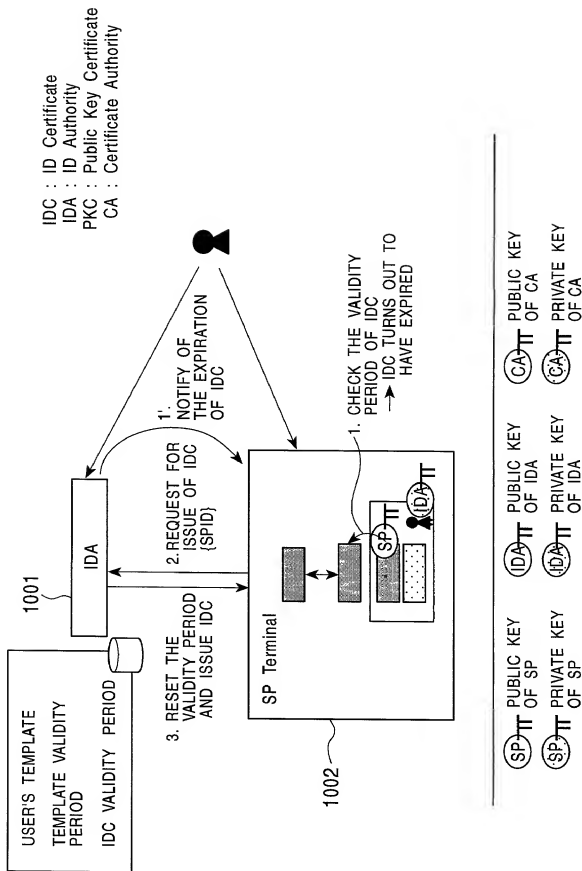 IDC : ID Certificate
IDA : ID Authority
PKC : Public Key Certificate
CA : Certificate Authority
USER'S TEMPLATE
TEMPLATE VALIDITY
PERIOD
IDC VALIDITY PERIOD
1001
IDA
1'. NOTIFY OF
THE EXPIRATION
OF IDC
2. REQUEST FOR
ISSUE OF IDC
{SPID}
3. RESET THE
VALIDITY PERIOD
AND ISSUE IDC
SP Terminal
1002
SP
IDA
1. CHECK THE VALIDITY
PERIOD OF IDC
→ IDC TURNS OUT TO
HAVE EXPIRED
SP PUBLIC KEY
OF SP
IDA PUBLIC KEY
OF IDA
CA PUBLIC KEY
OF CA
SP PRIVATE KEY
OF SP
IDA PRIVATE KEY
OF IDA
CA PRIVATE KEY
OF CA